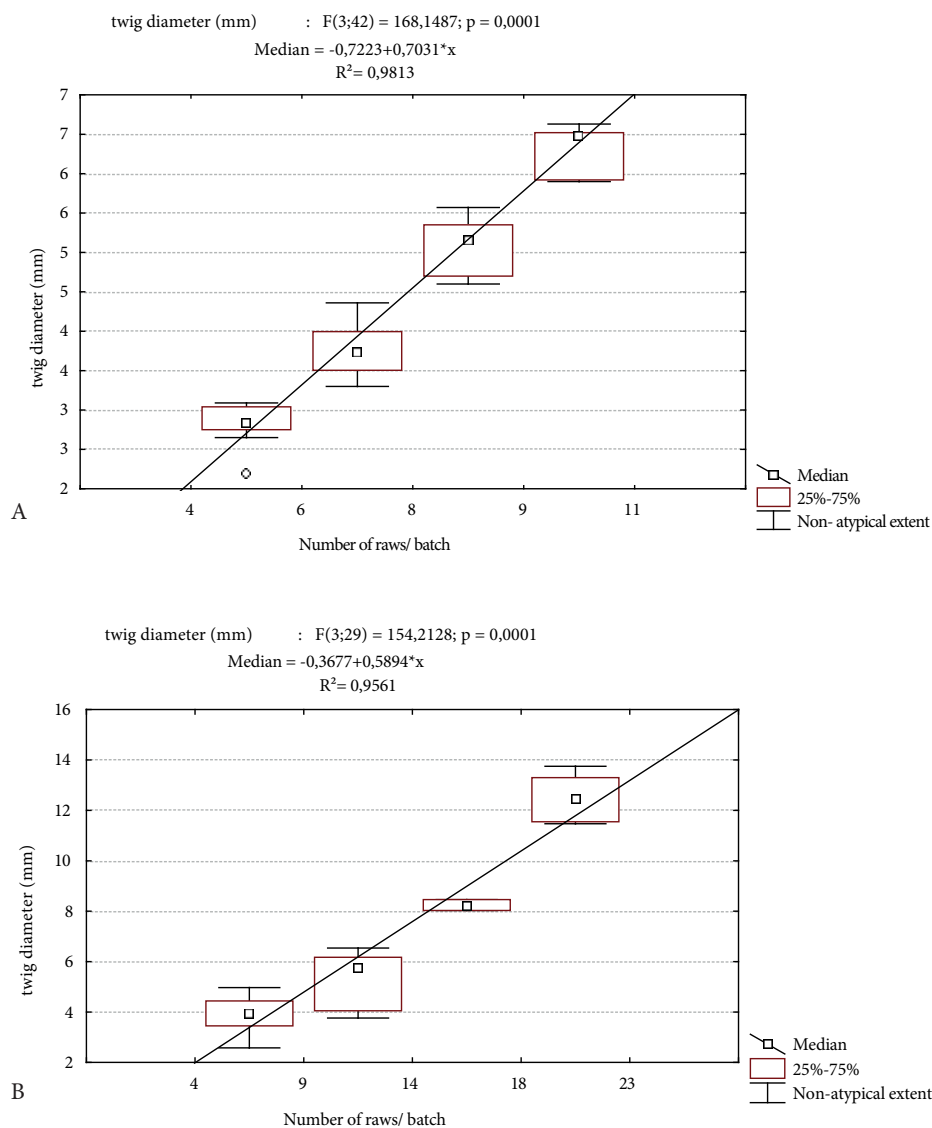 twig diameter (mm) : F(3;42) = 168,1487; p = 0,0001
Median = -0,7223+0,7031*x
R²= 0,9813
7
7
6
6
5
5
4
4
3
3
2
twig diameter (mm)
4 6 8 9 11
Number of raws/ batch
A
Median
25%-75%
Non- atypical extent
twig diameter (mm) : F(3;29) = 154,2128; p = 0,0001
Median = -0,3677+0,5894*x
R²= 0,9561
16
14
12
10
8
6
4
2
twig diameter (mm)
4 9 14 18 23
Number of raws/ batch
B
Median
25%-75%
Non-atypical extent